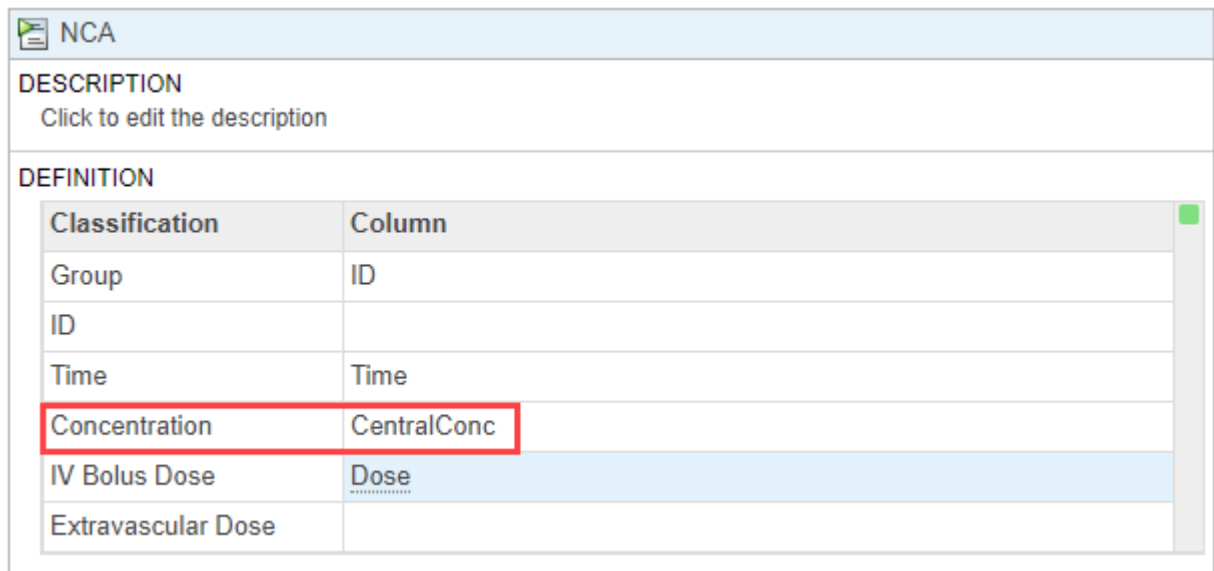 NCA
DESCRIPTION
Click to edit the description
DEFINITION
Classification Column
Group ID
ID
Time Time
Concentration CentralConc
IV Bolus Dose Dose
Extravascular Dose